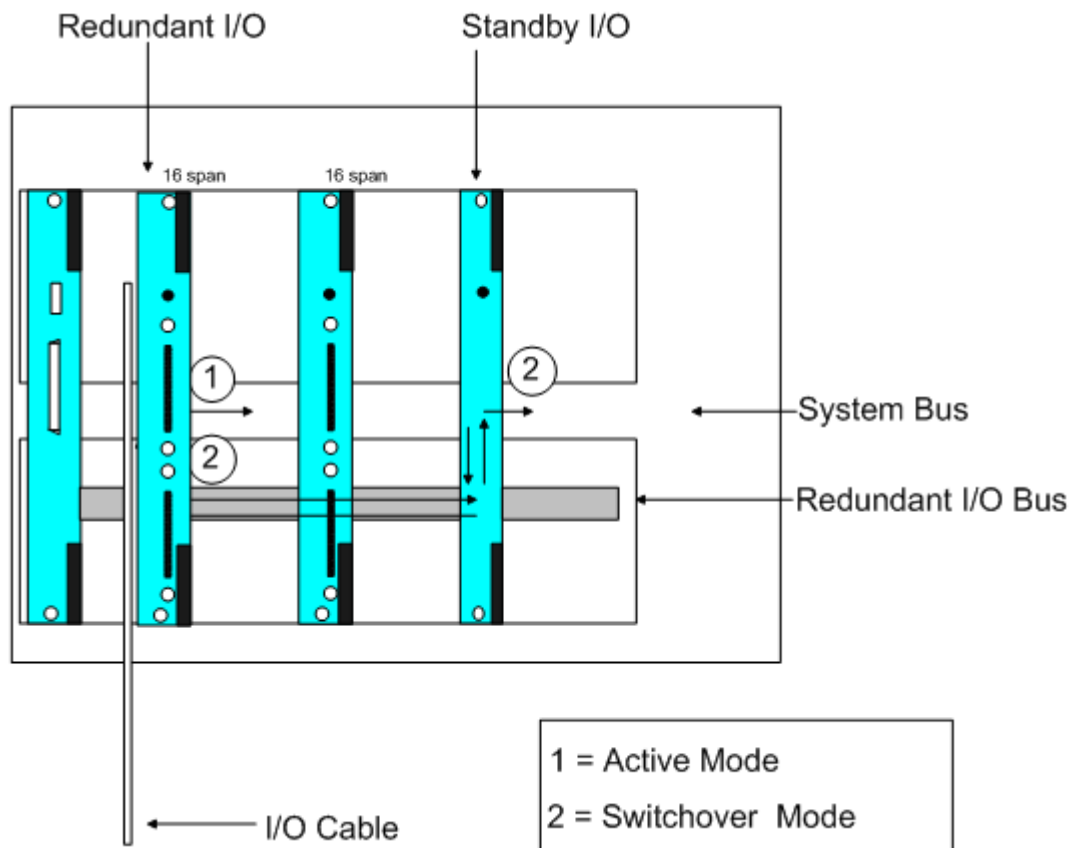 Redundant I/O
Standby I/O
16 span
16 span
1
2
2
System Bus
Redundant I/O Bus
I/O Cable
1 = Active Mode
2 = Switchover Mode